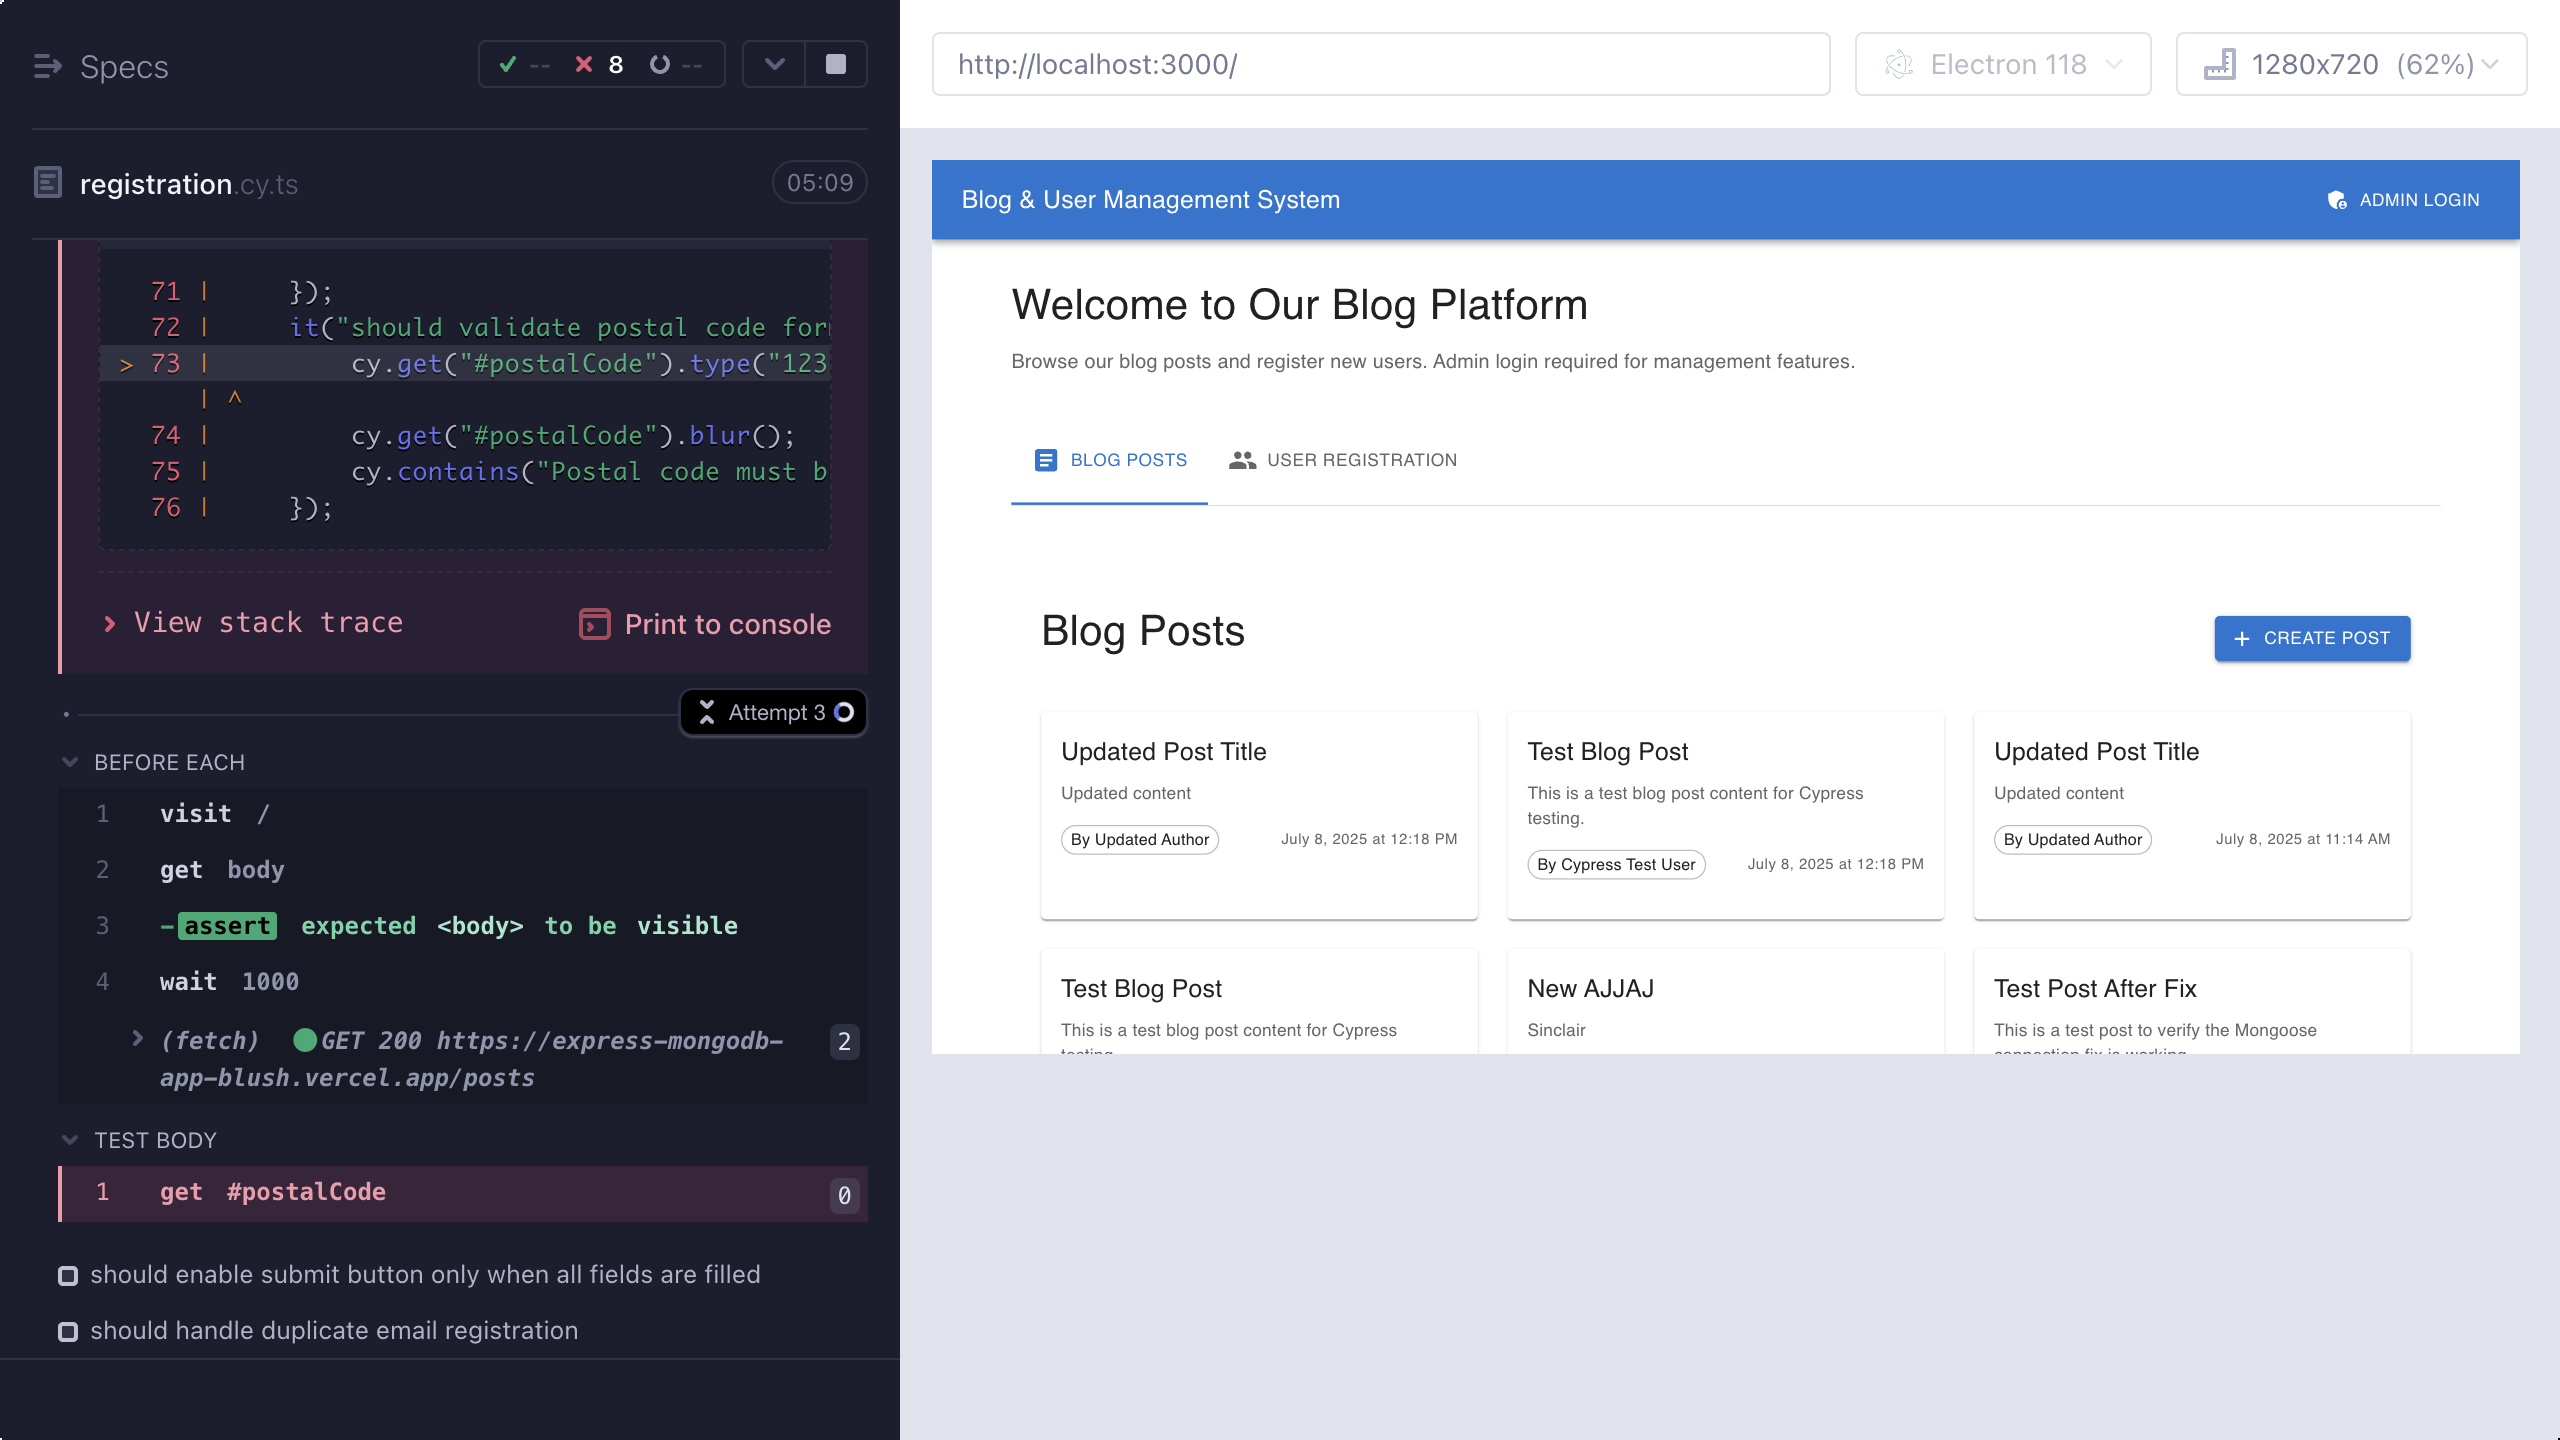 Specs
-- 8 --
registration.cy.ts
05:09
71 | });
72 | it("should validate postal code for
> 73 | cy.get("#postalCode").type("123
| ^
74 | cy.get("#postalCode").blur();
75 | cy.contains("Postal code must b
76 | });
View stack trace
Print to console
Attempt 3
BEFORE EACH
1 visit /
2 get body
3 -assert expected <body> to be visible
4 wait 1000
(fetch) GET 200 https://express-mongodb-
app-blush.vercel.app/posts
2
TEST BODY
1 get #postalCode
0
should enable submit button only when all fields are filled
should handle duplicate email registration
http://localhost:3000/
Electron 118
1280x720 (62%)
Blog & User Management System
ADMIN LOGIN
Welcome to Our Blog Platform
Browse our blog posts and register new users. Admin login required for management features.
BLOG POSTS
USER REGISTRATION
Blog Posts
+ CREATE POST
Updated Post Title
Updated content
By Updated Author
July 8, 2025 at 12:18 PM
Test Blog Post
This is a test blog post content for Cypress
testing.
By Cypress Test User
July 8, 2025 at 12:18 PM
Updated Post Title
Updated content
By Updated Author
July 8, 2025 at 11:14 AM
Test Blog Post
This is a test blog post content for Cypress
testing
New AJJAJ
Sinclair
Test Post After Fix
This is a test post to verify the Mongoose
connection fix is working